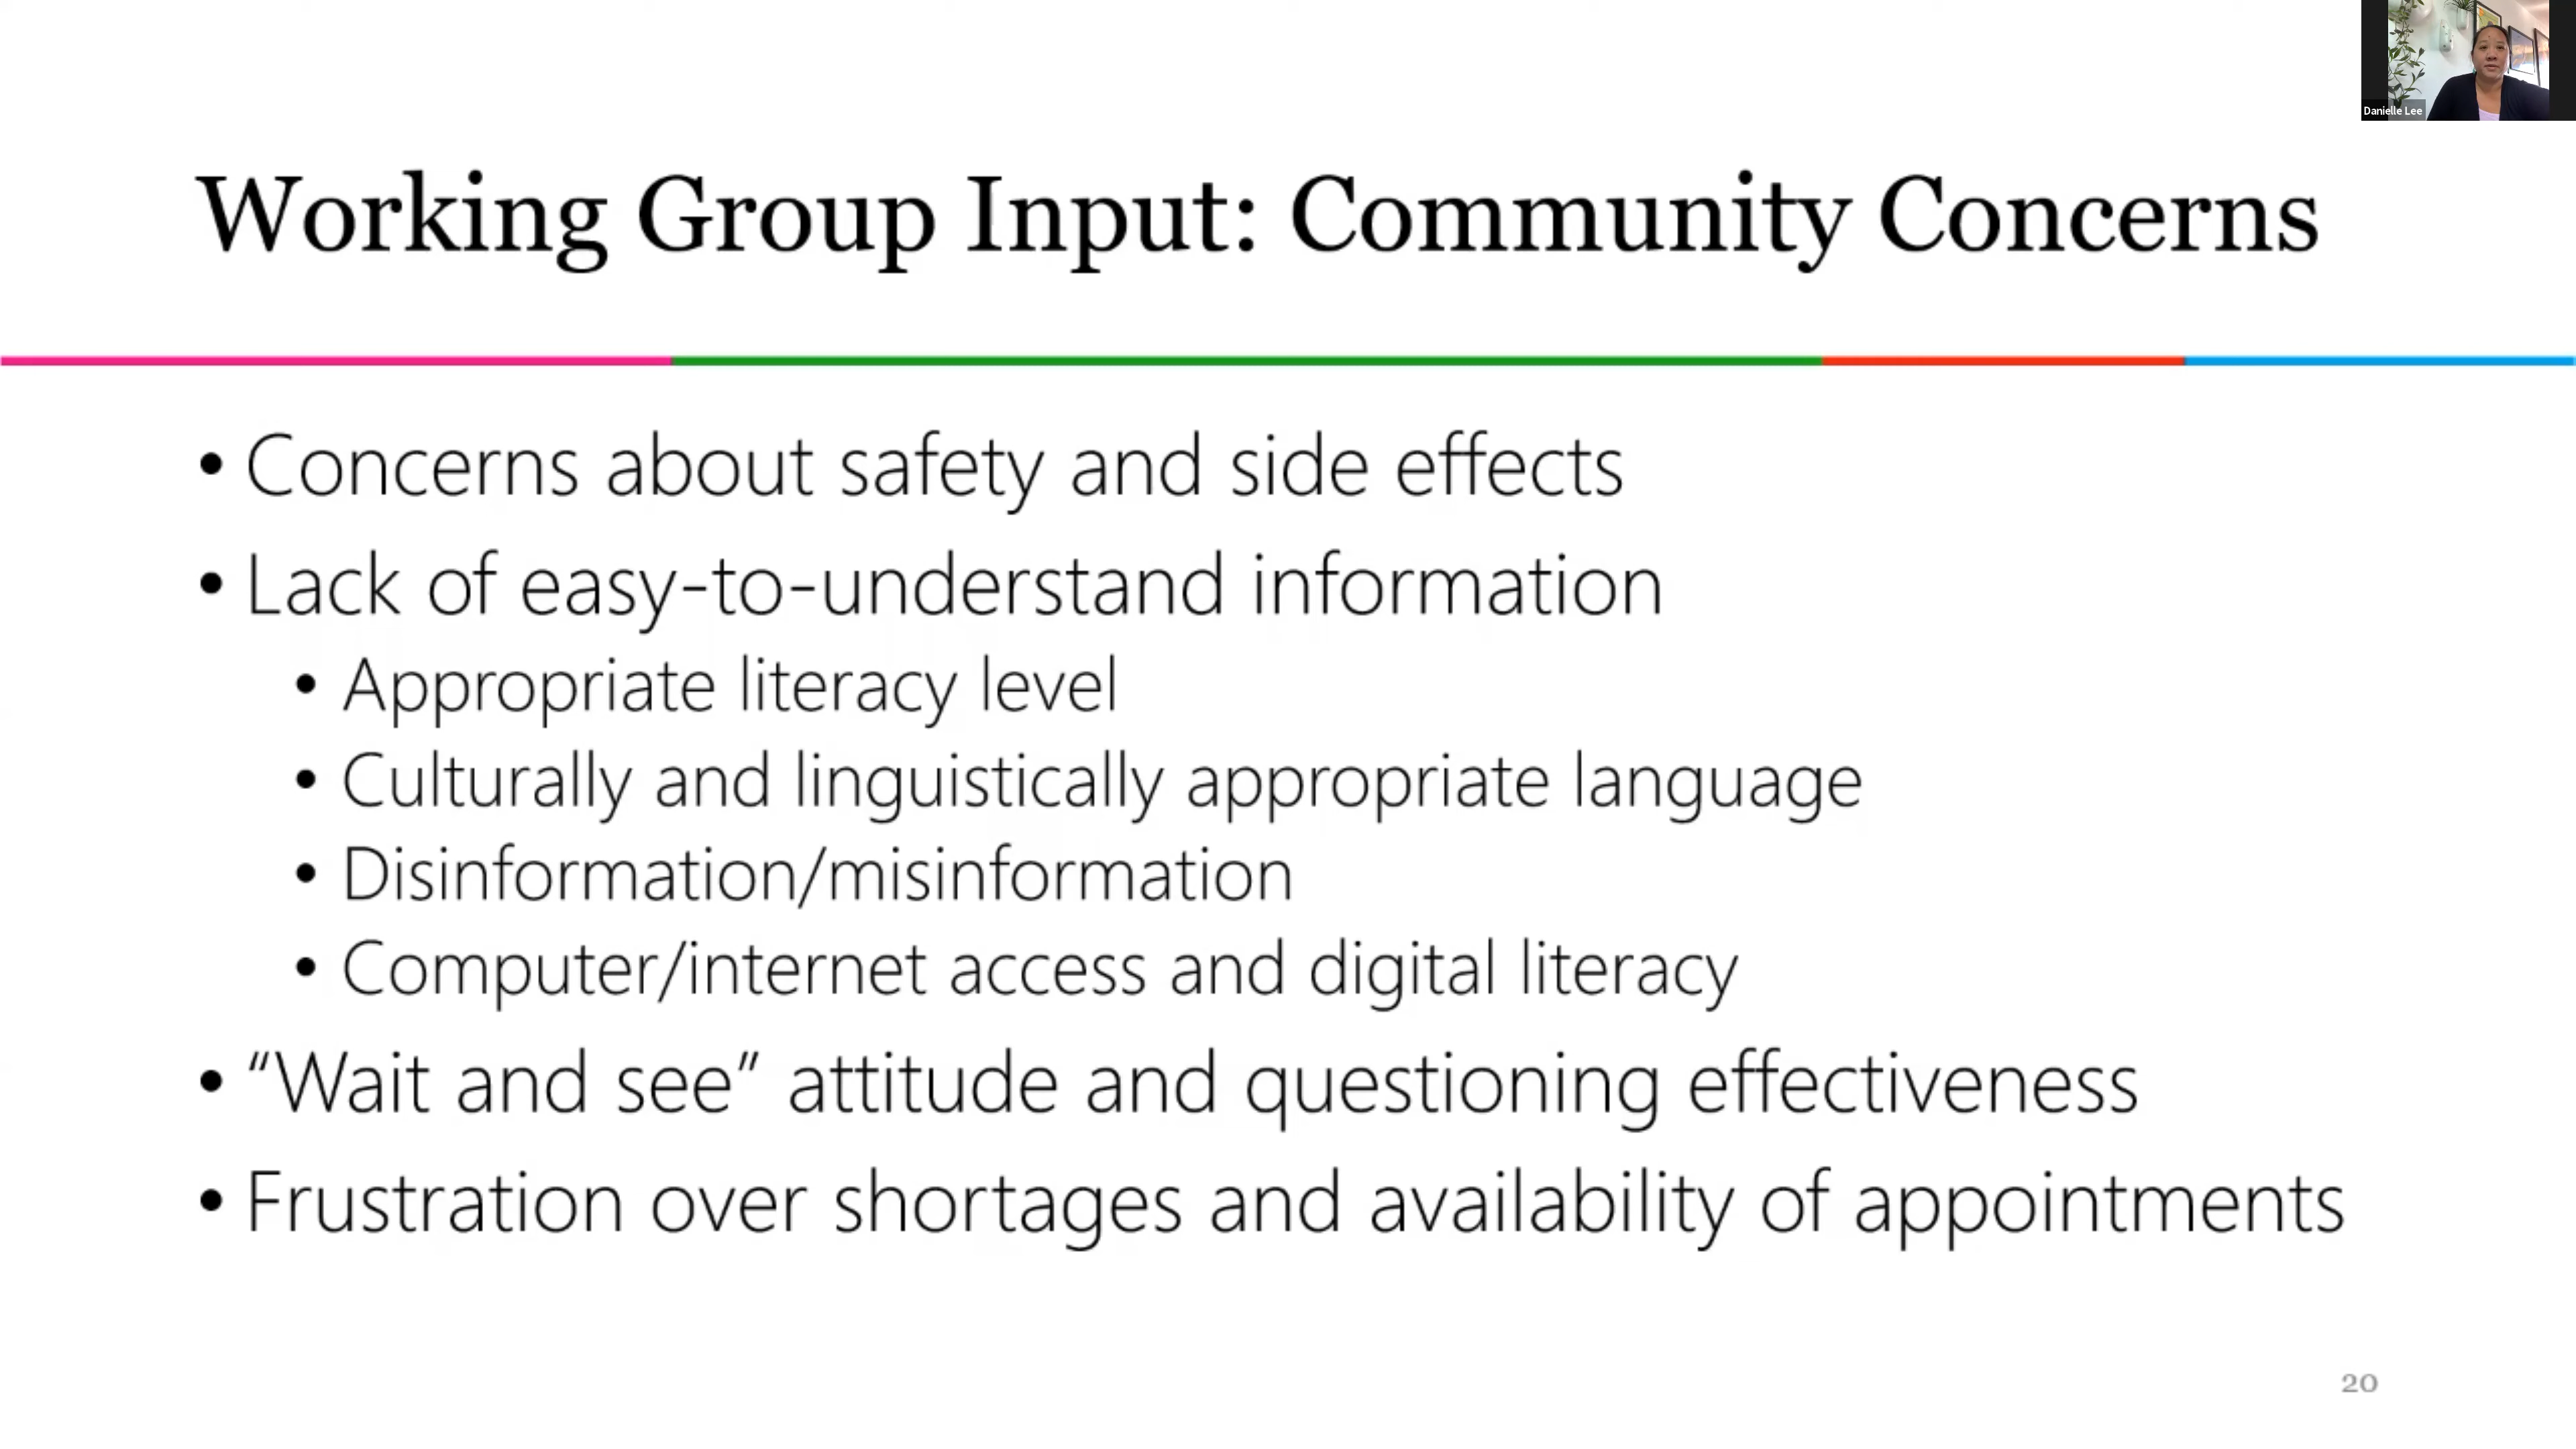 Danielle Lee
Working Group Input: Community Concerns
• Concerns about safety and side effects
• Lack of easy-to-understand information
• Appropriate literacy level
• Culturally and linguistically appropriate language
• Disinformation/misinformation
• Computer/internet access and digital literacy
• “Wait and see” attitude and questioning effectiveness
• Frustration over shortages and availability of appointments
20